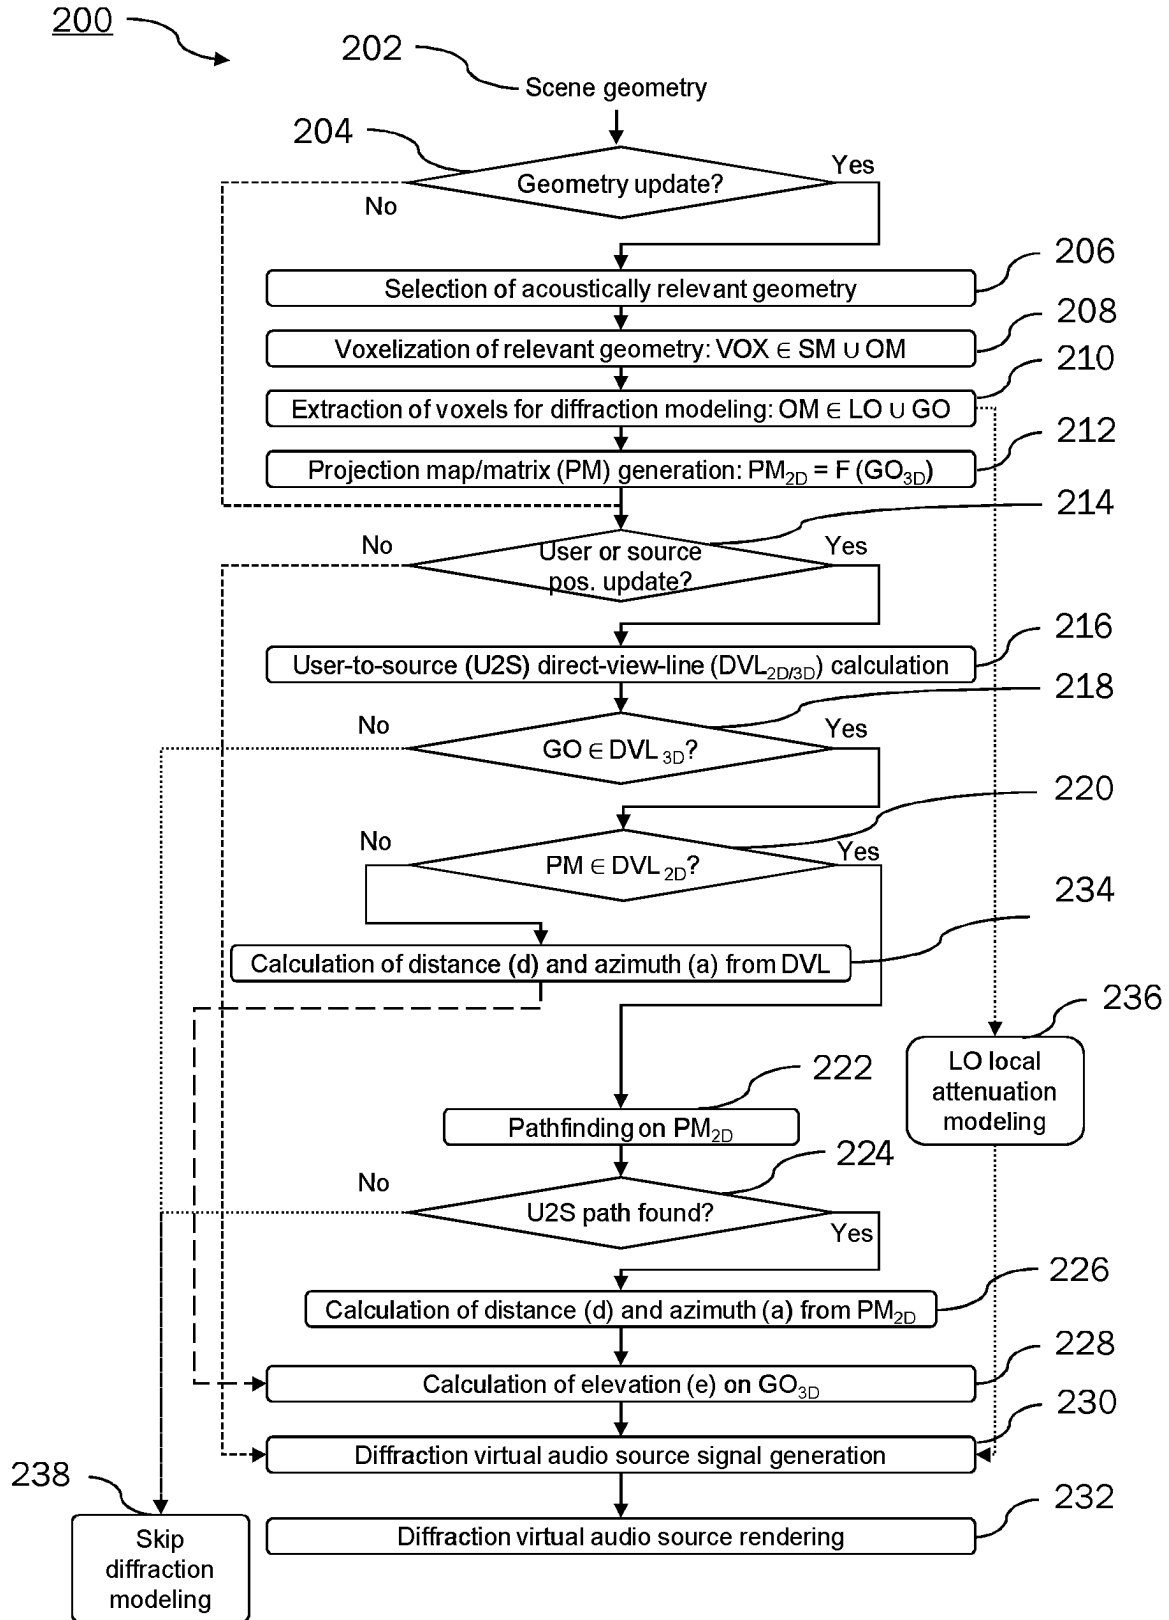 200
202
Scene geometry
204
Geometry update?
Yes
No
206
Selection of acoustically relevant geometry
208
Voxelization of relevant geometry: VOX ∈ SM ∪ OM
210
Extraction of voxels for diffraction modeling: OM ∈ LO ∪ GO
212
Projection map/matrix (PM) generation: PM2D = F (GO3D)
214
No
User or source
pos. update?
Yes
216
User-to-source (U2S) direct-view-line (DVL2D/3D) calculation
218
No
GO ∈ DVL 3D?
Yes
220
No
PM ∈ DVL 2D?
Yes
234
Calculation of distance (d) and azimuth (a) from DVL
236
LO local
attenuation
modeling
222
Pathfinding on PM2D
224
No
U2S path found?
Yes
226
Calculation of distance (d) and azimuth (a) from PM2D
228
Calculation of elevation (e) on GO3D
230
Diffraction virtual audio source signal generation
238
232
Diffraction virtual audio source rendering
Skip
diffraction
modeling